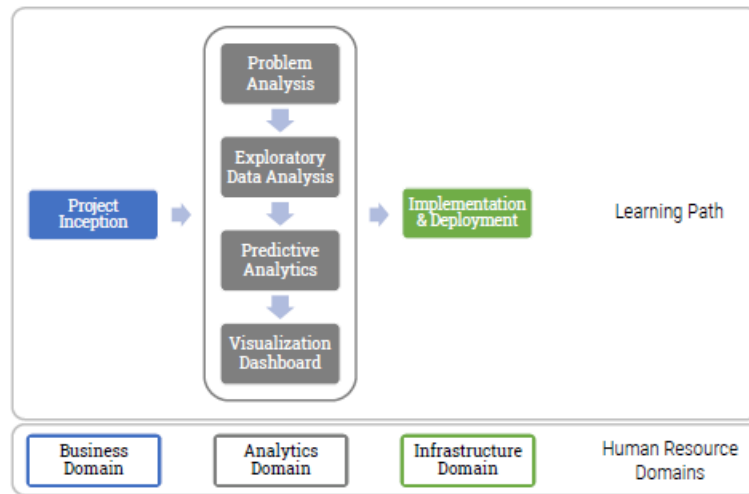 Problem
Analysis
Exploratory
Data Analysis
Project
Inception
Implementation
& Deployment
Learning Path
Predictive
Analytics
Visualization
Dashboard
Business
Domain
Analytics
Domain
Infrastructure
Domain
Human Resource
Domains